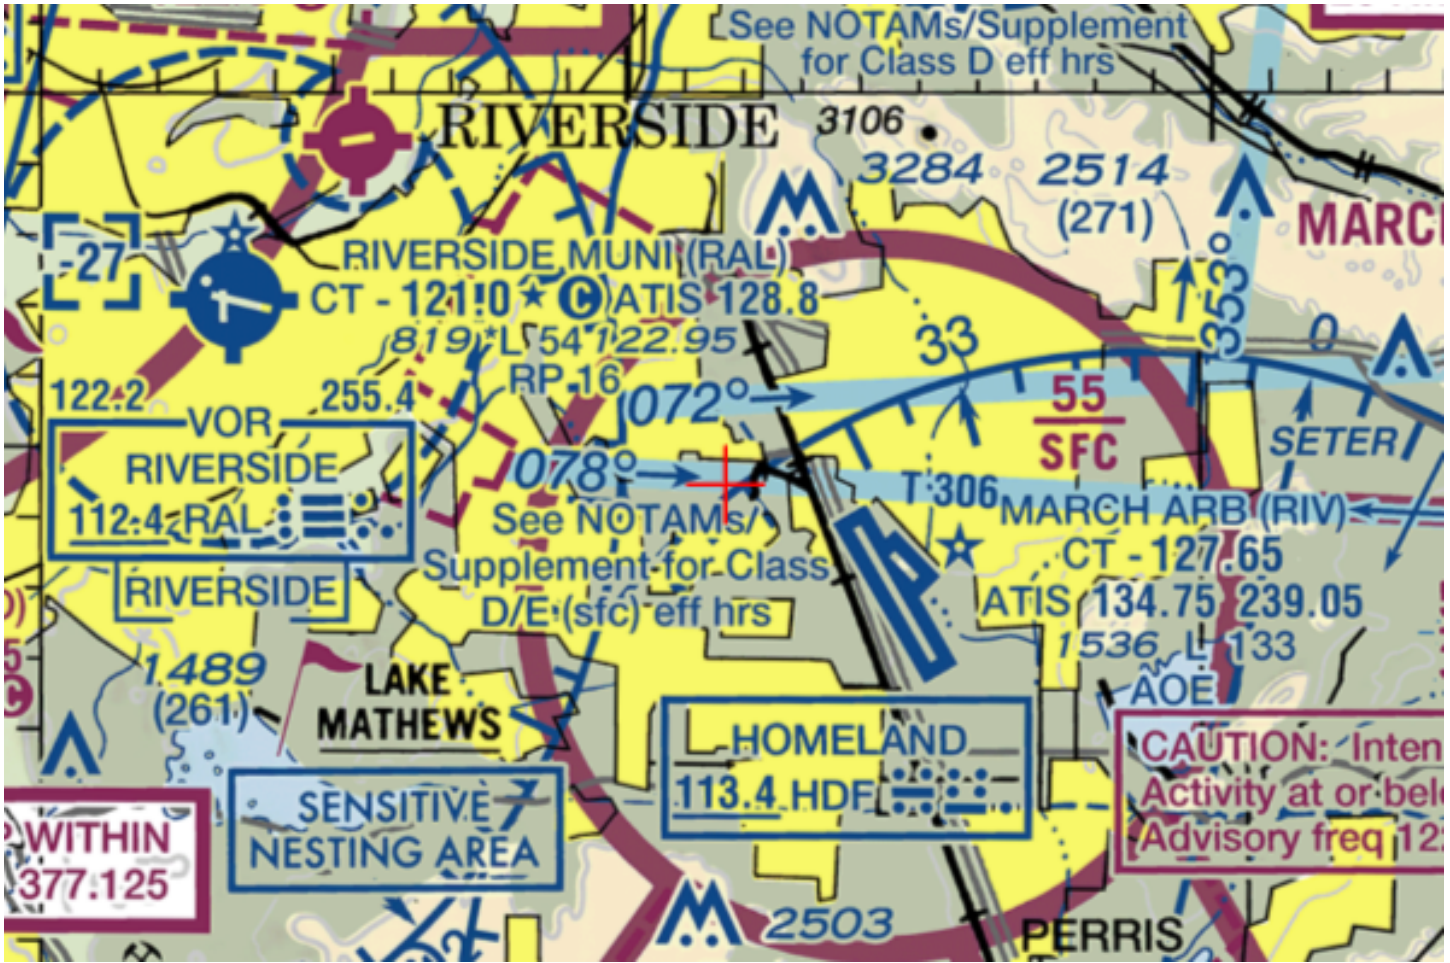 See NOTAMs/Supplement
for Class D eff hrs
RIVERSIDE
3106
3284
2514
(271)
MARC
-27
RIVERSIDE MUNI (RAL)
CT - 121.0 ★ C ATIS 128.8
819 *L 54 122.95
RP 16
353°
33
0
122.2
255.4
072°
55
SFC
SETER
VOR
RIVERSIDE
112.4 RAL
RIVERSIDE
078°
T 306
See NOTAMs/
Supplement for Class
D/E (sfc) eff hrs
MARCH ARB (RIV)
CT - 127.65
ATIS 134.75 239.05
1536 L 133
AOE
1489
(261)
LAKE
MATHEWS
HOMELAND
113.4 HDF
CAUTION: Inten
Activity at or bel
Advisory freq 12
SENSITIVE
NESTING AREA
WITHIN
377.125
2503
PERRIS